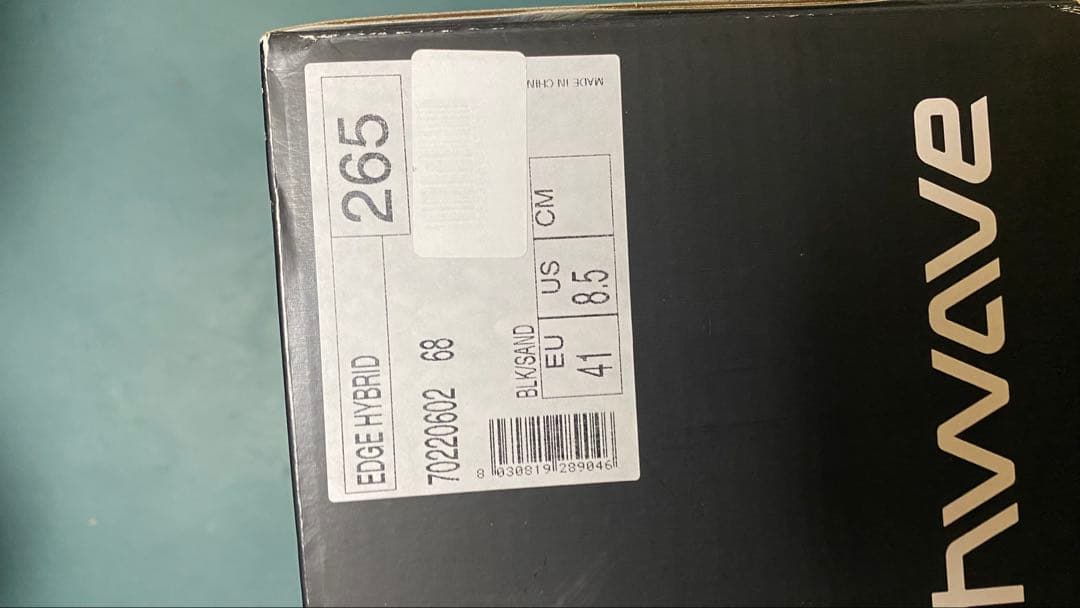 EDGE HYBRID 265
70220602 68
BLK/SAND
EU US CM
41 8.5
8 030819 289046
MADE IN CHIN
hwave